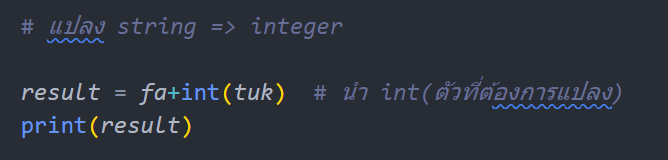 # แปลง string => integer
result = fa+int(tuk)  # นำ int(ตัวที่ต้องการแปลง)
print(result)